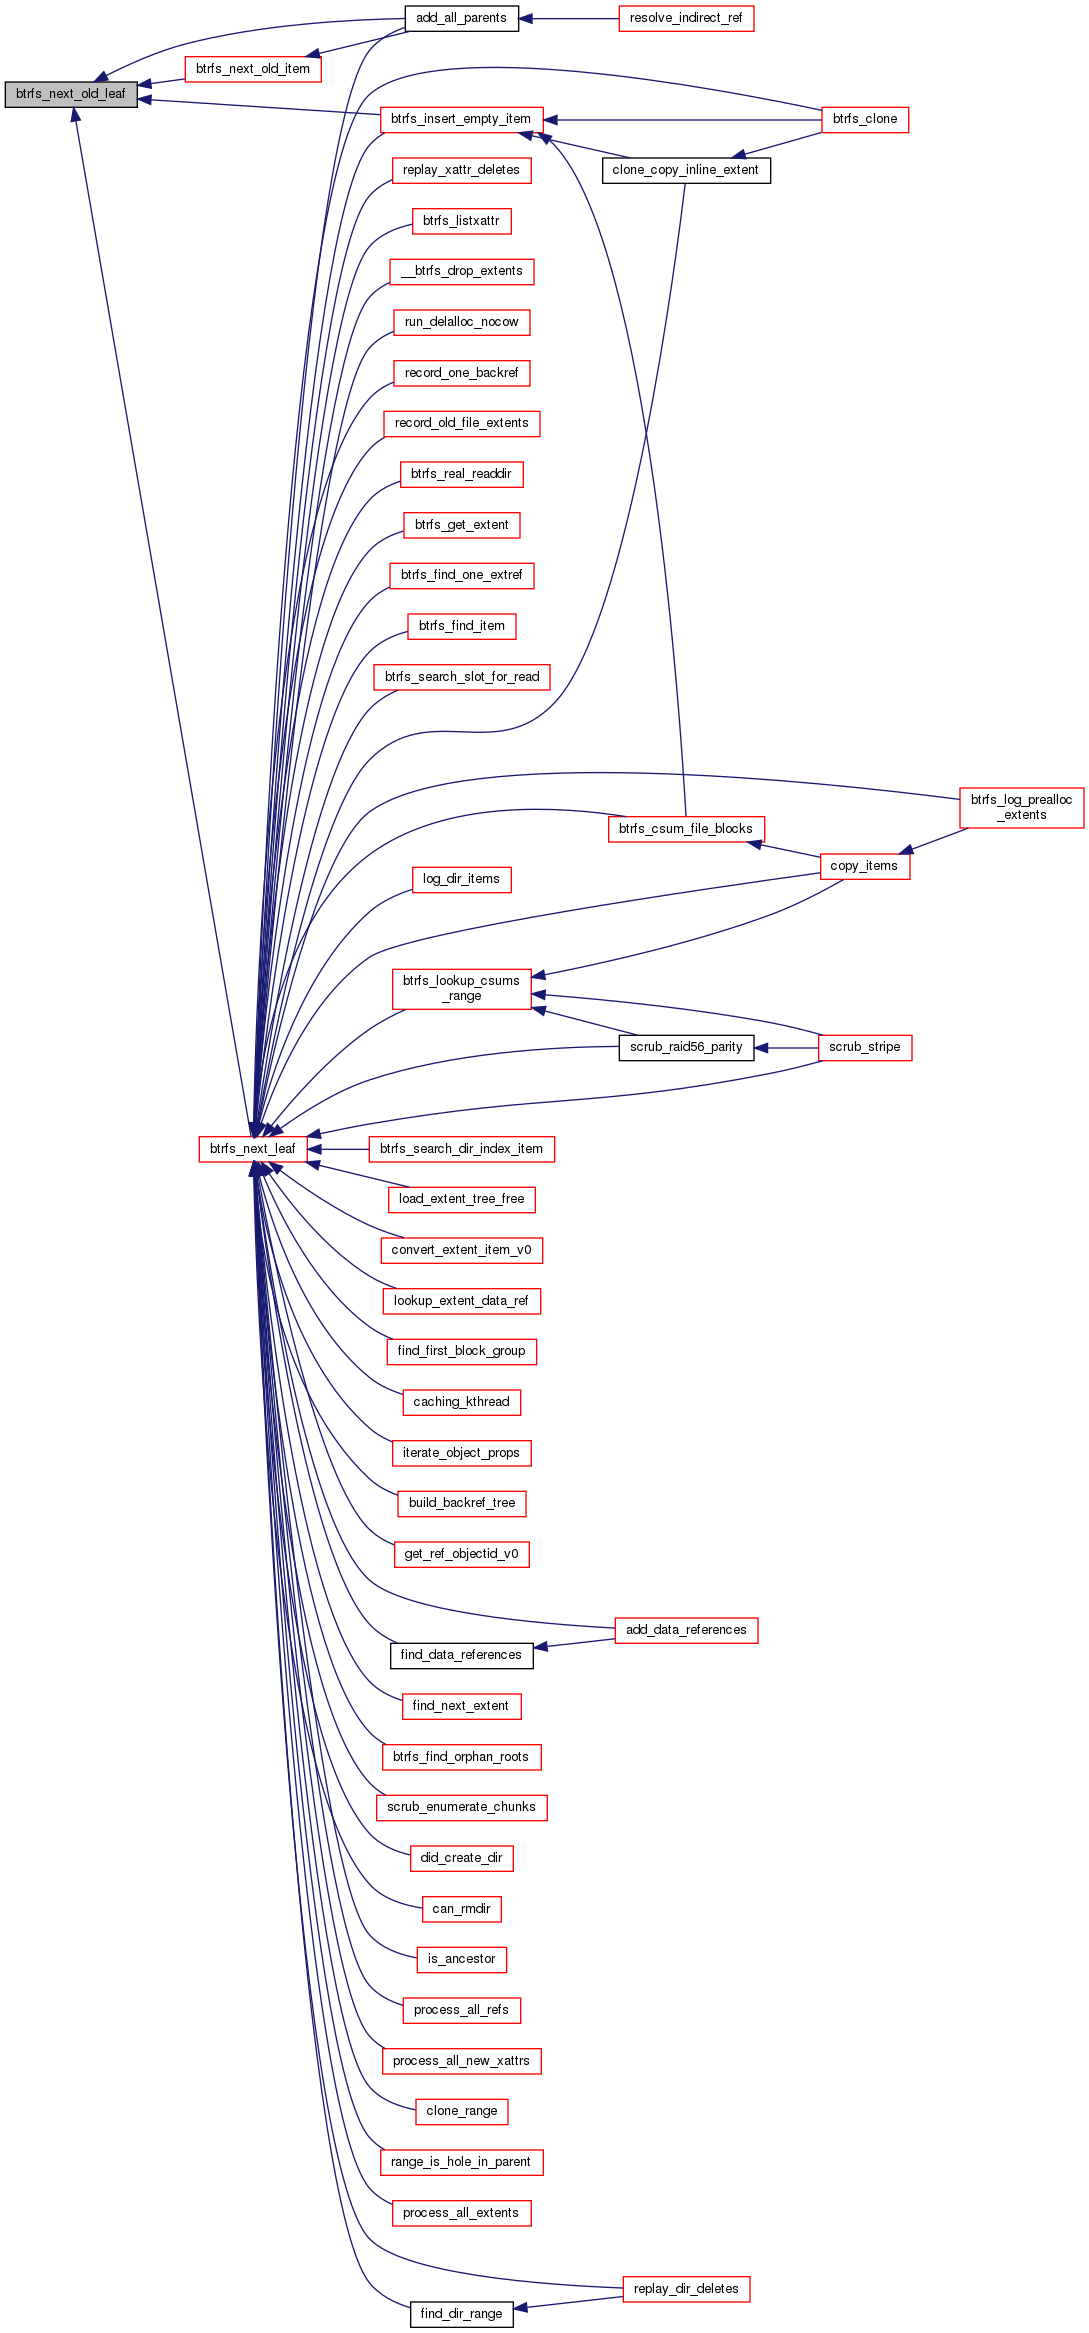 add_all_parents
resolve_indirect_ref
btrfs_next_old_item
btrfs_next_old_leaf
btrfs_insert_empty_item
btrfs_clone
replay_xattr_deletes
clone_copy_inline_extent
btrfs_listxattr
__btrfs_drop_extents
run_delalloc_nocow
record_one_backref
record_old_file_extents
btrfs_real_readdir
btrfs_get_extent
btrfs_find_one_extref
btrfs_find_item
btrfs_search_slot_for_read
btrfs_log_prealloc
_extents
btrfs_csum_file_blocks
copy_items
log_dir_items
btrfs_lookup_csums
_range
scrub_raid56_parity
scrub_stripe
btrfs_next_leaf
btrfs_search_dir_index_item
load_extent_tree_free
convert_extent_item_v0
lookup_extent_data_ref
find_first_block_group
caching_kthread
iterate_object_props
build_backref_tree
get_ref_objectid_v0
add_data_references
find_data_references
find_next_extent
btrfs_find_orphan_roots
scrub_enumerate_chunks
did_create_dir
can_rmdir
is_ancestor
process_all_refs
process_all_new_xattrs
clone_range
range_is_hole_in_parent
process_all_extents
replay_dir_deletes
find_dir_range